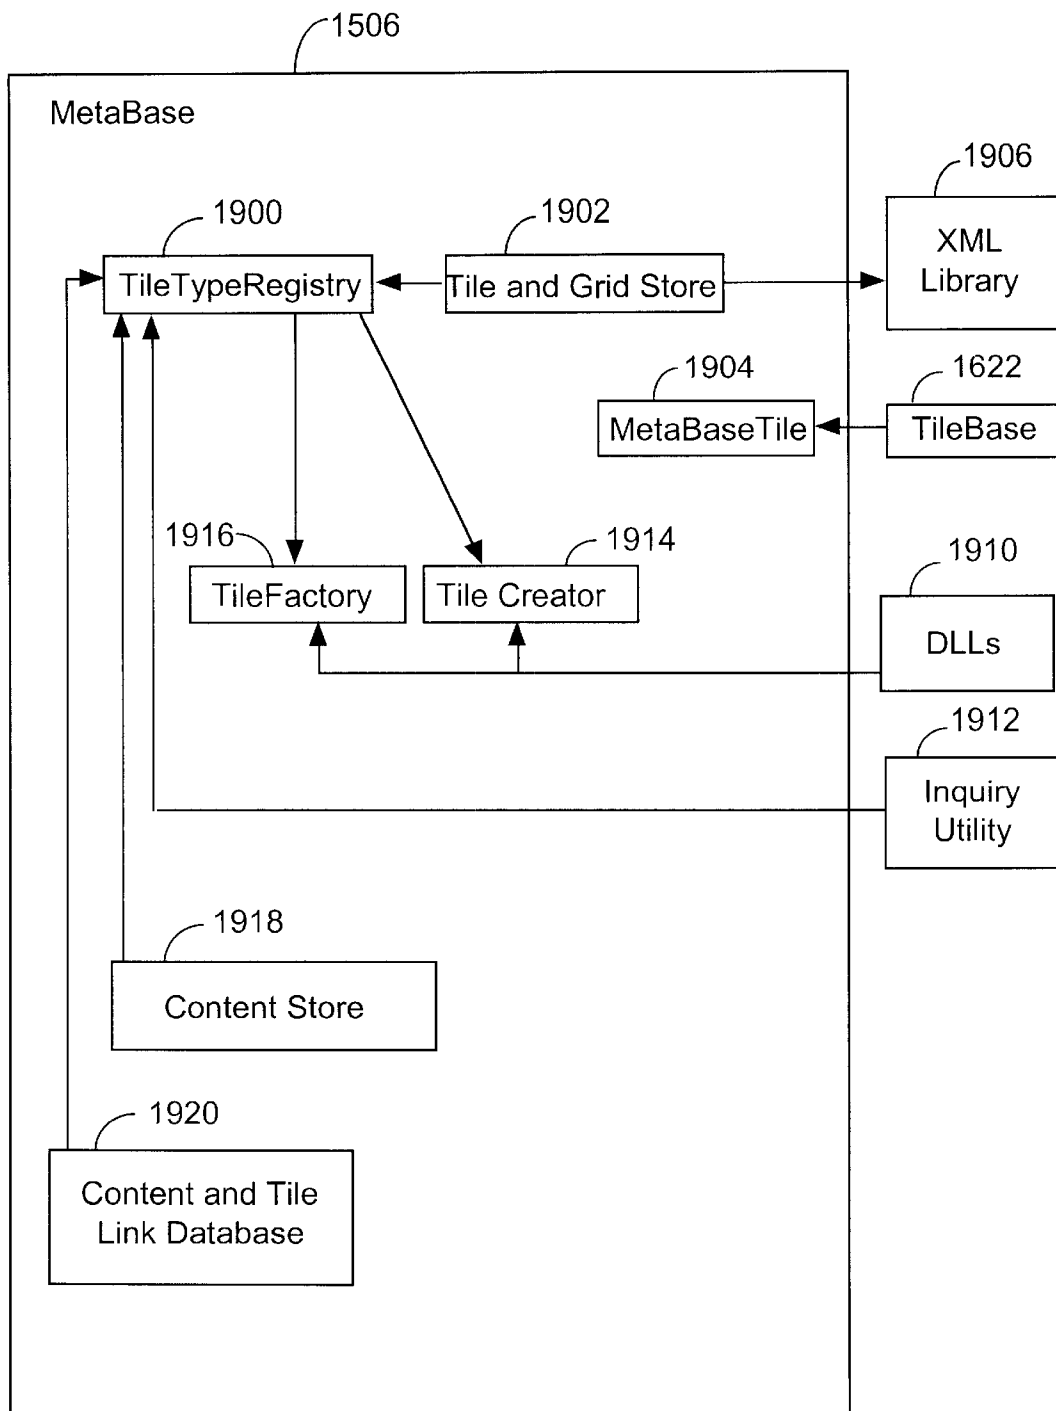 1506
MetaBase
1906
1900
1902
XML
Library
TileTypeRegistry
Tile and Grid Store
1904
1622
MetaBaseTile
TileBase
1916
1914
1910
TileFactory
Tile Creator
DLLs
1912
Inquiry
Utility
1918
Content Store
1920
Content and Tile
Link Database